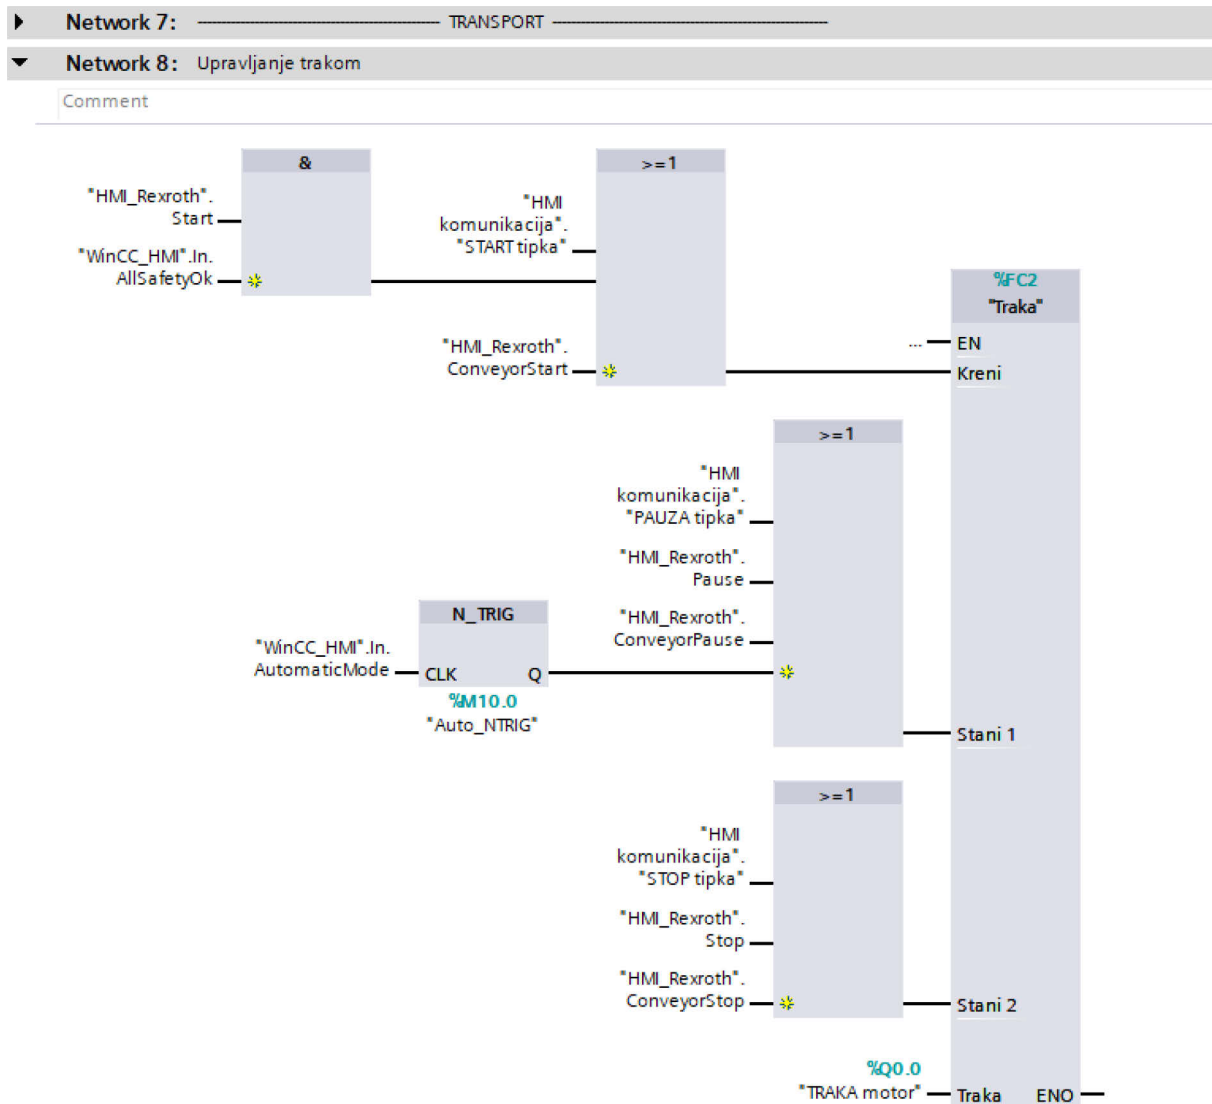 Network 7: ---------------------- TRANSPORT ----------------------
Network 8: Upravljanje trakom
Comment
&
"HMI_Rexroth".
Start
"WinCC_HMI".In.
AllSafetyOk
>=1
"HMI
komunikacija".
"START tipka"
"HMI_Rexroth".
ConveyorStart
%FC2
"Traka"
... EN
Kreni
>=1
"HMI
komunikacija".
"PAUZA tipka"
"HMI_Rexroth".
Pause
"HMI_Rexroth".
ConveyorPause
N_TRIG
"WinCC_HMI".In.
AutomaticMode
CLK Q
%M10.0
"Auto_NTRIG"
Stani 1
>=1
"HMI
komunikacija".
"STOP tipka"
"HMI_Rexroth".
Stop
"HMI_Rexroth".
ConveyorStop
Stani 2
%Q0.0
"TRAKA motor"
Traka ENO